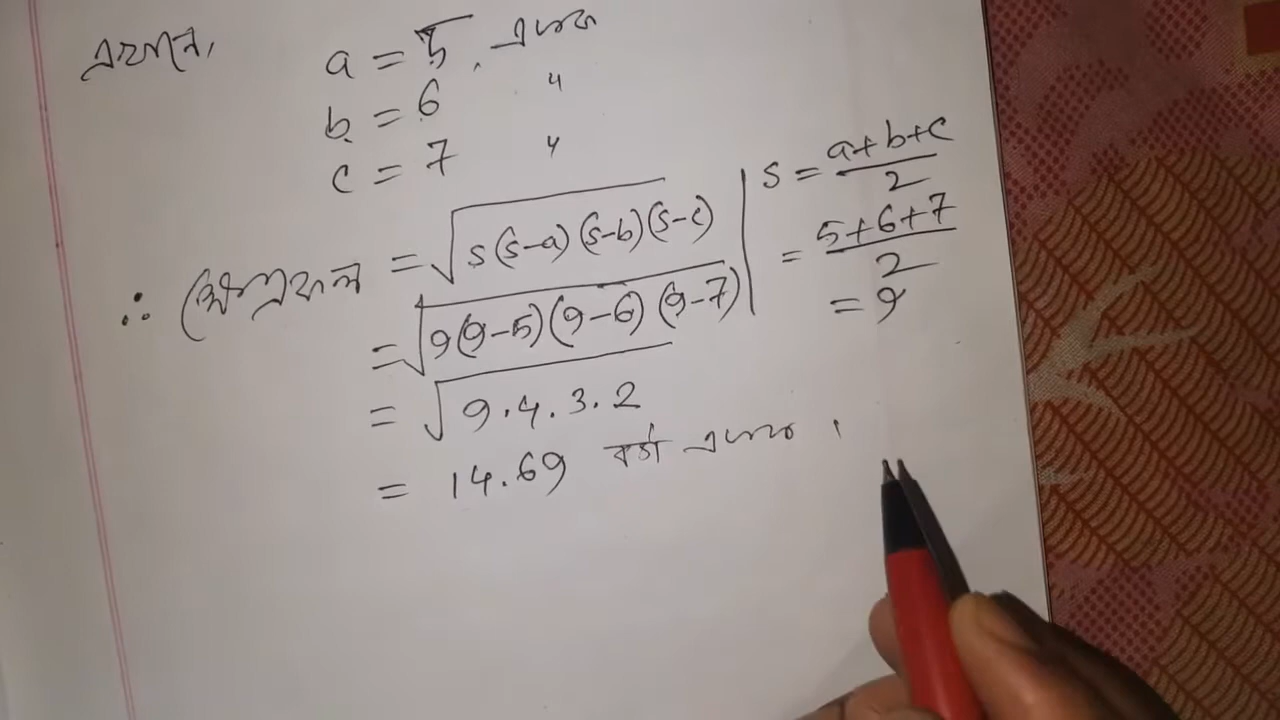 এখানে,
a = 5, একক
b = 6 "
c = 7 "
∴ ক্ষেত্রফল = √s(s-a)(s-b)(s-c)
= √9(9-5)(9-6)(9-7)
= √9.4.3.2
= 14.69 বর্গ একক ।
s = a+b+c / 2
= 5+6+7 / 2
= 9